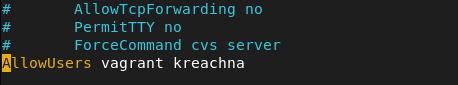 #       AllowTcpForwarding no
#       PermitTTY no
#       ForceCommand cvs server
AllowUsers vagrant kreachna